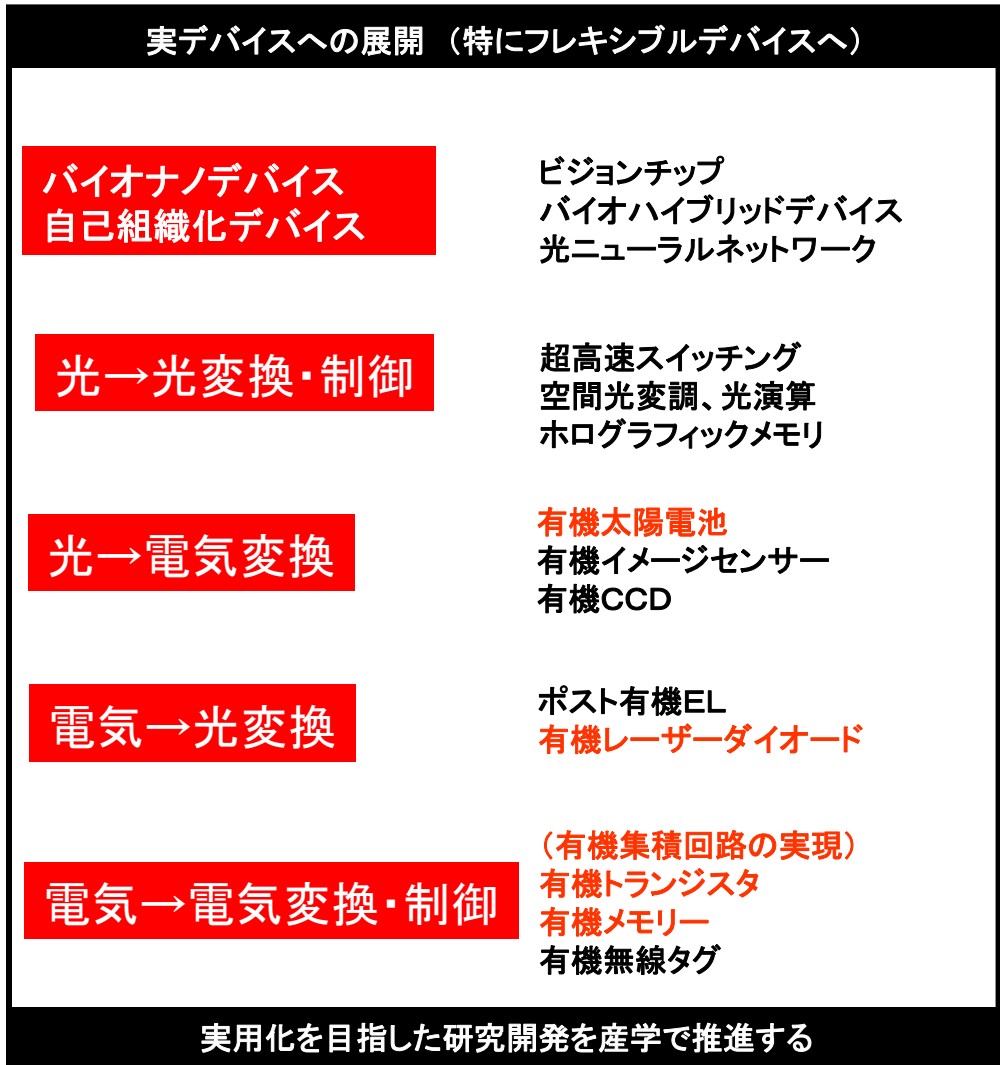 実デバイスへの展開 (特にフレキシブルデバイスへ)
バイオナノデバイス
自己組織化デバイス
ビジョンチップ
バイオハイブリッドデバイス
光ニューラルネットワーク
光→光変換・制御
超高速スイッチング
空間光変調、光演算
ホログラフィックメモリ
光→電気変換
有機太陽電池
有機イメージセンサー
有機CCD
電気→光変換
ポスト有機EL
有機レーザーダイオード
電気→電気変換・制御
(有機集積回路の実現)
有機トランジスタ
有機メモリー
有機無線タグ
実用化を目指した研究開発を産学で推進する